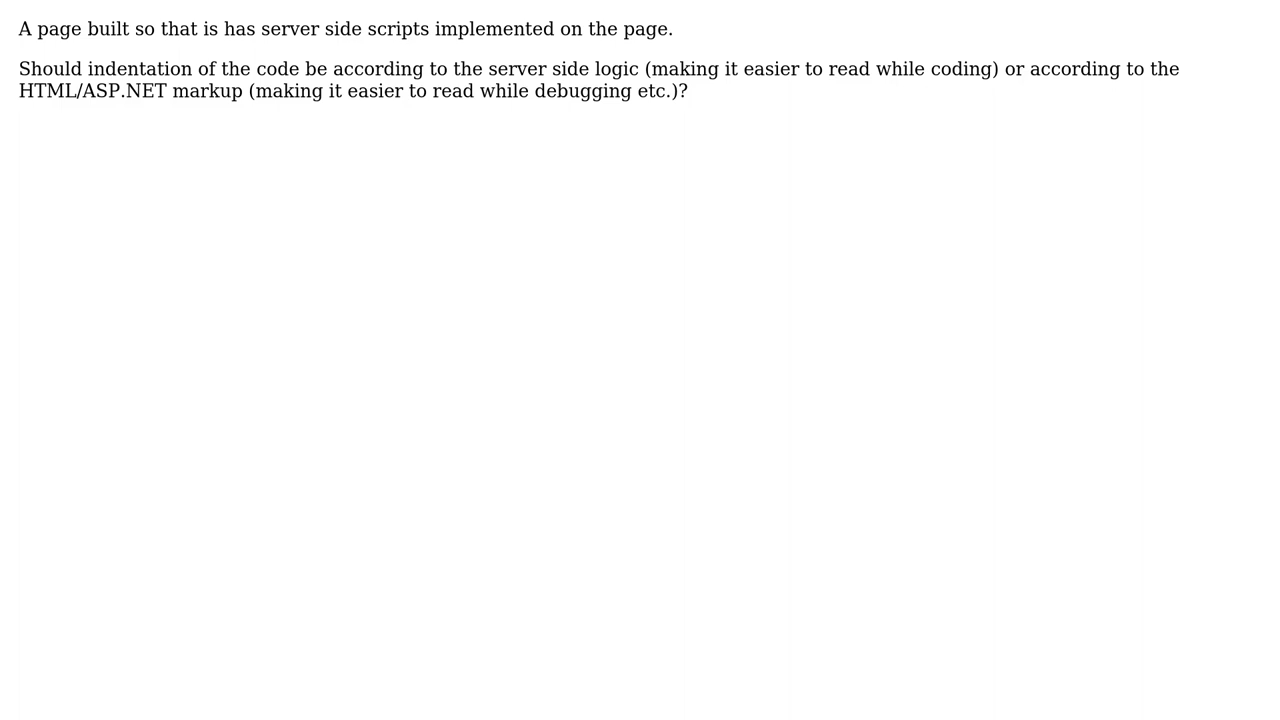 A page built so that is has server side scripts implemented on the page.
Should indentation of the code be according to the server side logic (making it easier to read while coding) or according to the
HTML/ASP.NET markup (making it easier to read while debugging etc.)?